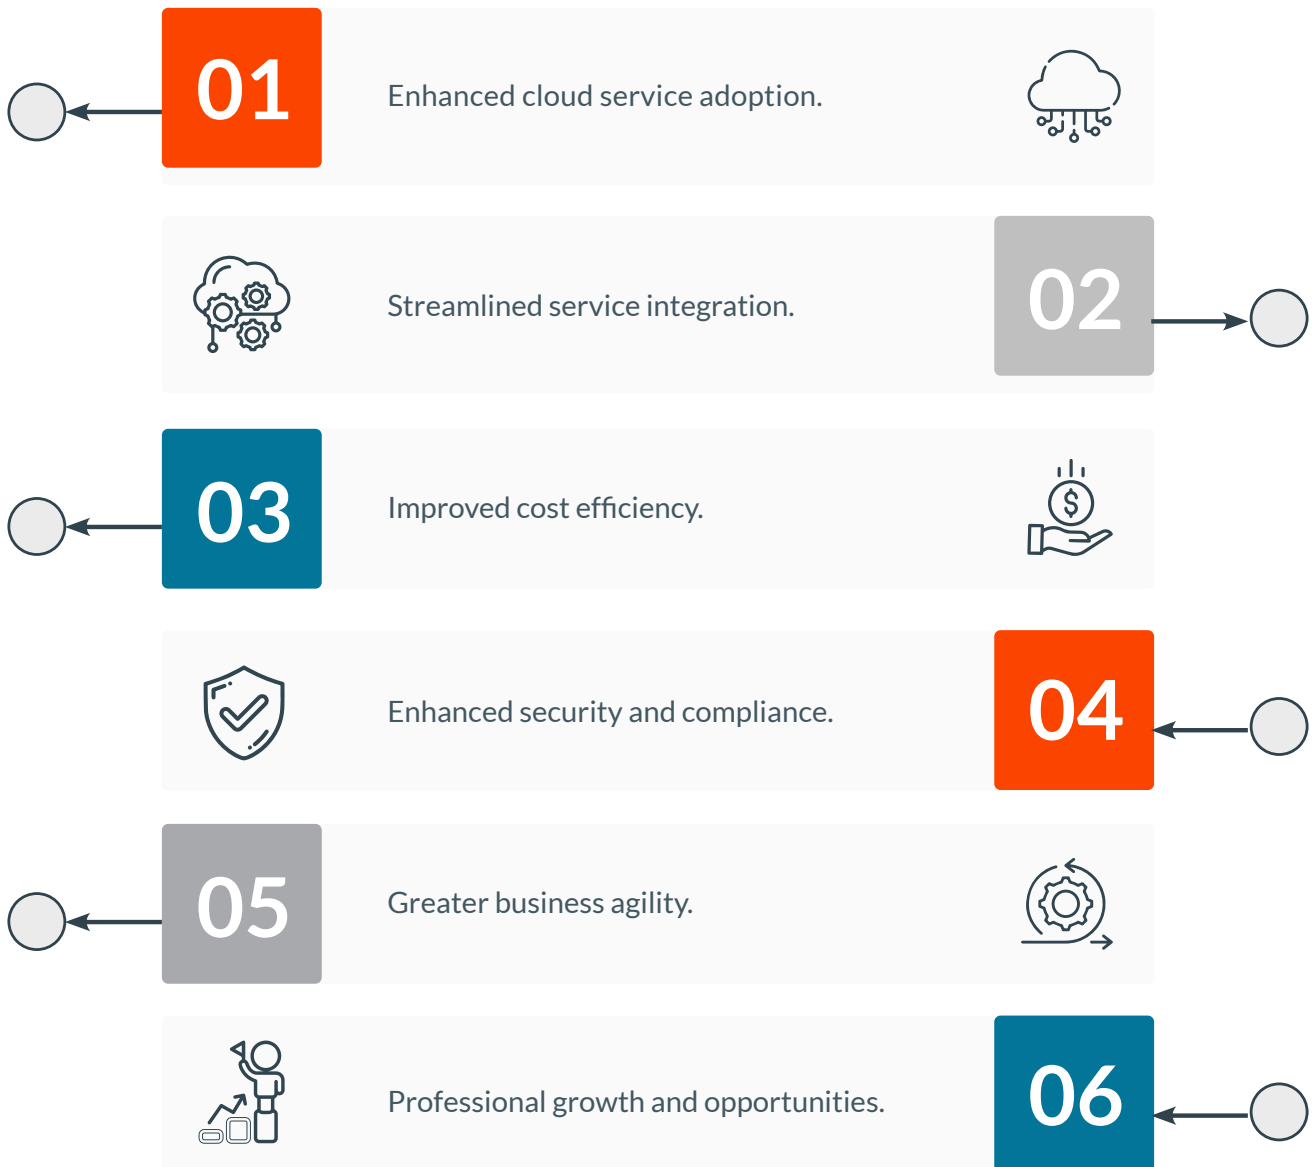 01
Enhanced cloud service adoption.
Streamlined service integration.
02
03
Improved cost efficiency.
$
Enhanced security and compliance.
04
05
Greater business agility.
Professional growth and opportunities.
06